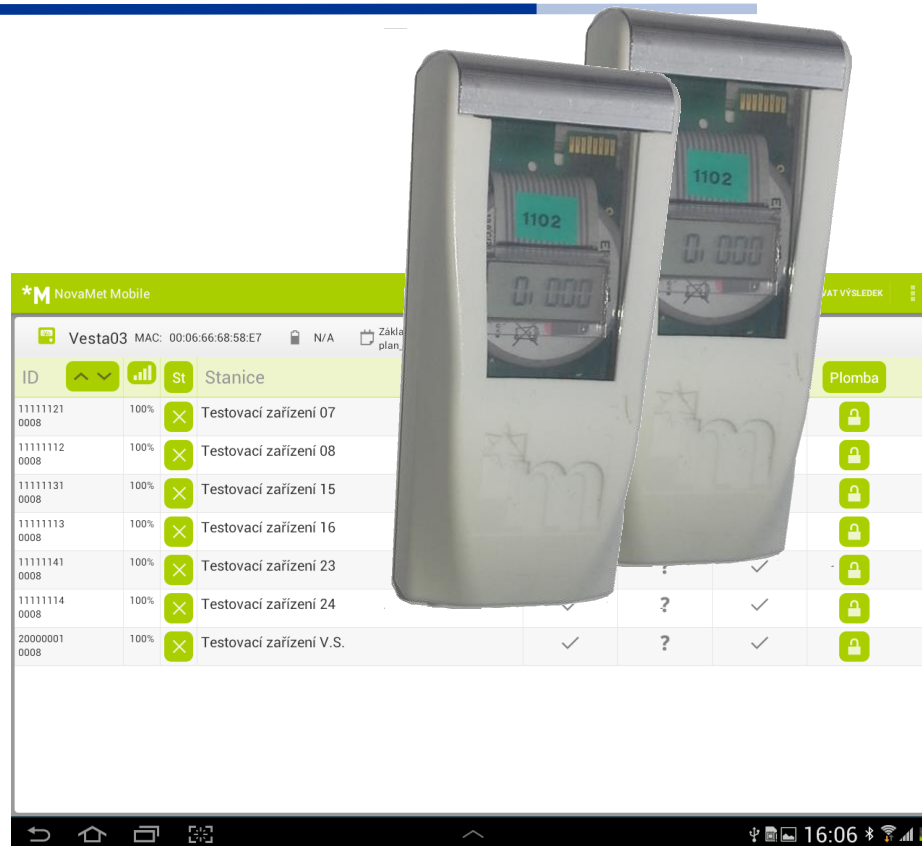 1102
1102
0,000
0,000
*M NovaMet Mobile
VAT VÝSLEDEK
Vesta03 MAC: 00:06:66:68:58:E7 N/A Zákla
plan_
ID St Stanice Plomba
11111121 100% Testovací zařízení 07
0008
11111112 100% Testovací zařízení 08
0008
11111131 100% Testovací zařízení 15
0008
11111113 100% Testovací zařízení 16
0008
11111141 100% Testovací zařízení 23 ?
0008
11111114 100% Testovací zařízení 24 ?
0008
20000001 100% Testovací zařízení V.S. ?
0008
m
m
16:06